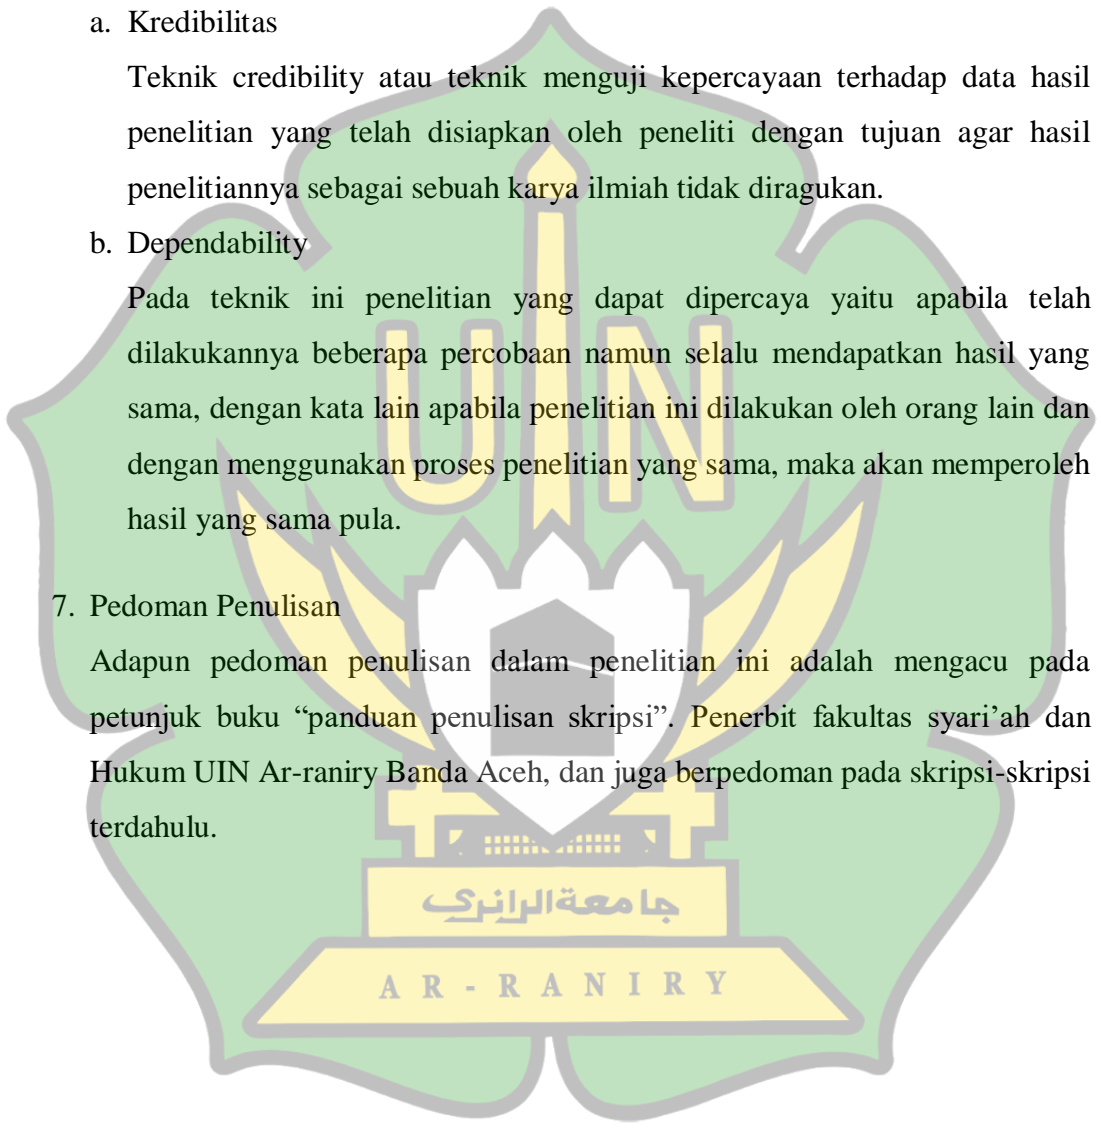 a. Kredibilitas
Teknik credibility atau teknik menguji kepercayaan terhadap data hasil
penelitian yang telah disiapkan oleh peneliti dengan tujuan agar hasil
penelitiannya sebagai sebuah karya ilmiah tidak diragukan.
b. Dependability
Pada teknik ini penelitian yang dapat dipercaya yaitu apabila telah
dilakukannya beberapa percobaan namun selalu mendapatkan hasil yang
sama, dengan kata lain apabila penelitian ini dilakukan oleh orang lain dan
dengan menggunakan proses penelitian yang sama, maka akan memperoleh
hasil yang sama pula.
7. Pedoman Penulisan
Adapun pedoman penulisan dalam penelitian ini adalah mengacu pada
petunjuk buku “panduan penulisan skripsi”. Penerbit fakultas syari’ah dan
Hukum UIN Ar-raniry Banda Aceh, dan juga berpedoman pada skripsi-skripsi
terdahulu.
UIN
جامعةالرانري
AR-RANIRY